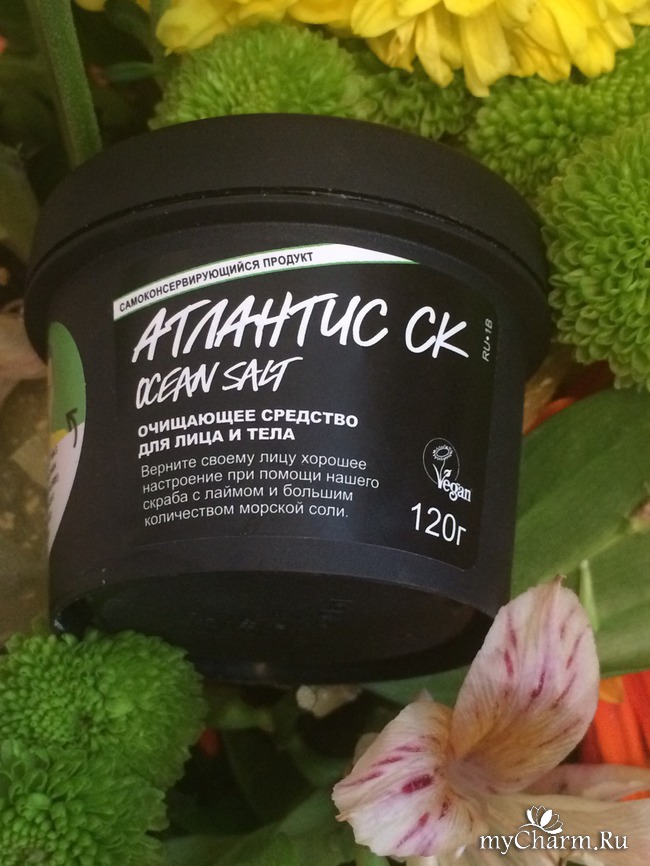 САМОКОНСЕРВИРУЮЩИЙСЯ ПРОДУКТ
АТЛАНТИС СК
OCEAN SALT
RU•1B
ОЧИЩАЮЩЕЕ СРЕДСТВО
ДЛЯ ЛИЦА И ТЕЛА
Верните своему лицу хорошее
настроение при помощи нашего
скраба с лаймом и большим
количеством морской соли.
Vegan
120г
myCharm.Ru